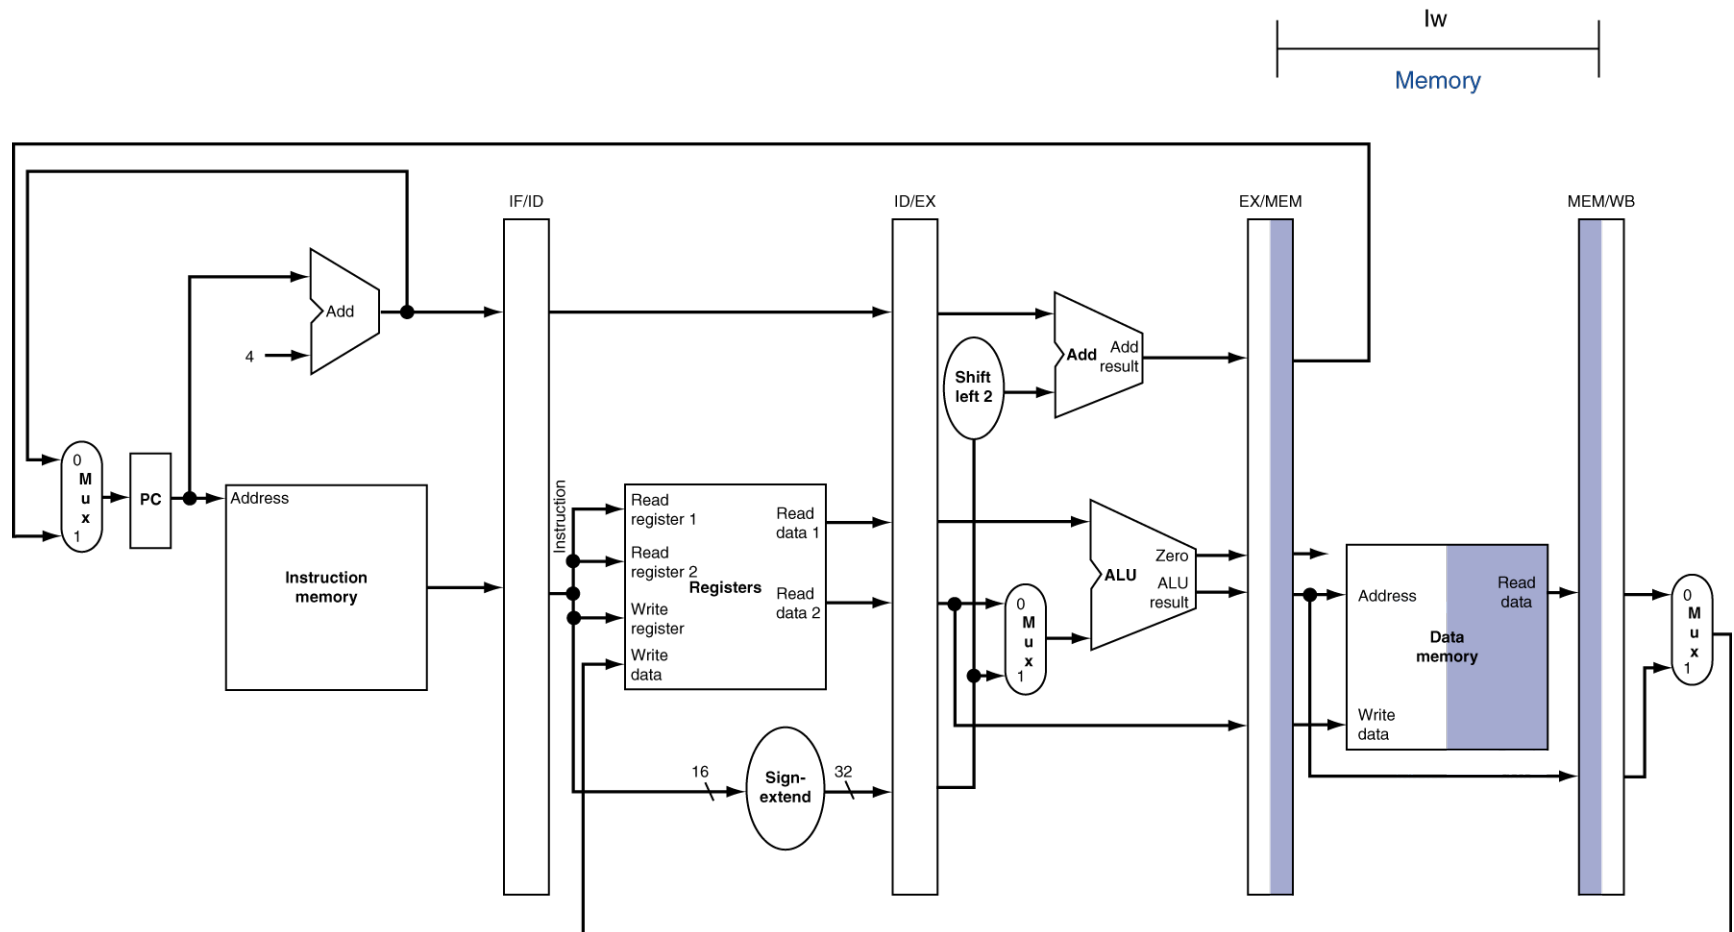 lw
Memory
IF/ID
ID/EX
EX/MEM
MEM/WB
Add
4
Shift
left 2
Add
Add
result
0
M
u
x
1
PC
Address
Instruction
memory
Instruction
Read
register 1
Read
register 2
Write
register
Write
data
Registers
Read
data 1
Read
data 2
16
Sign-
extend
32
0
M
u
x
1
ALU
Zero
ALU
result
Address
Read
data
Data
memory
Write
data
0
M
u
x
1